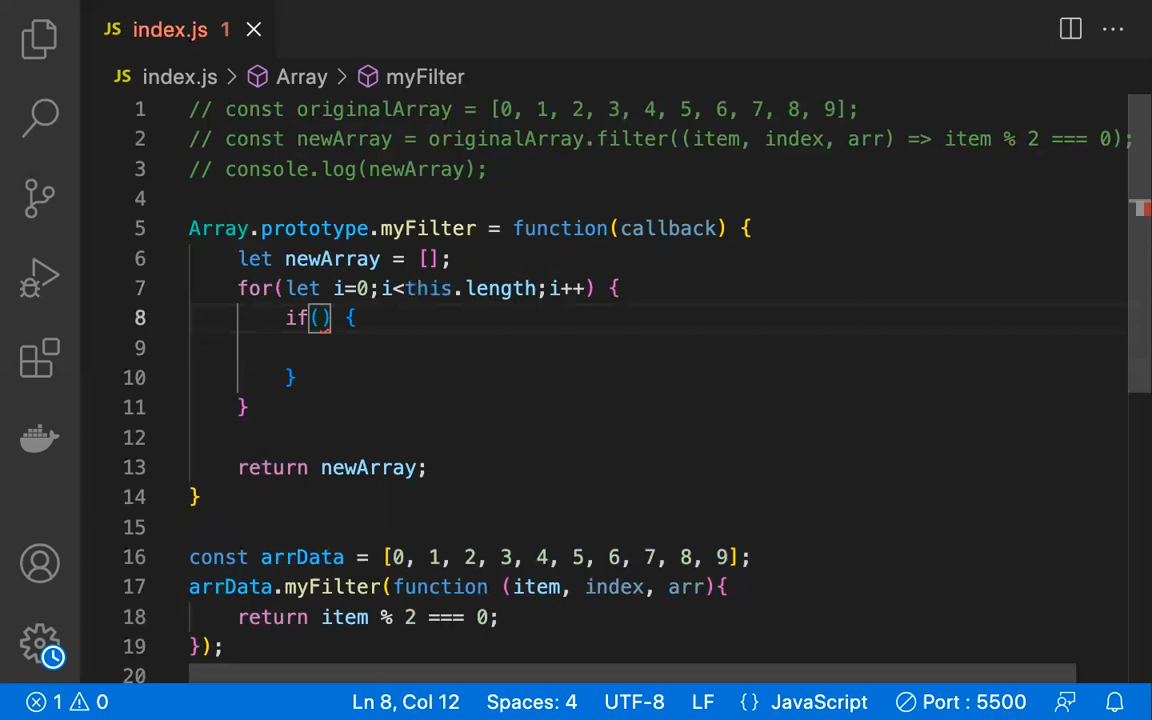 JS index.js 1
JS index.js > Array > myFilter
1 // const originalArray = [0, 1, 2, 3, 4, 5, 6, 7, 8, 9];
2 // const newArray = originalArray.filter((item, index, arr) => item % 2 === 0);
3 // console.log(newArray);
4
5 Array.prototype.myFilter = function(callback) {
6     let newArray = [];
7     for(let i=0;i<this.length;i++) {
8         if() {
9
10         }
11     }
12
13     return newArray;
14 }
15
16 const arrData = [0, 1, 2, 3, 4, 5, 6, 7, 8, 9];
17 arrData.myFilter(function (item, index, arr){
18     return item % 2 === 0;
19 });
20
1 0 Ln 8, Col 12 Spaces: 4 UTF-8 LF {} JavaScript Port : 5500